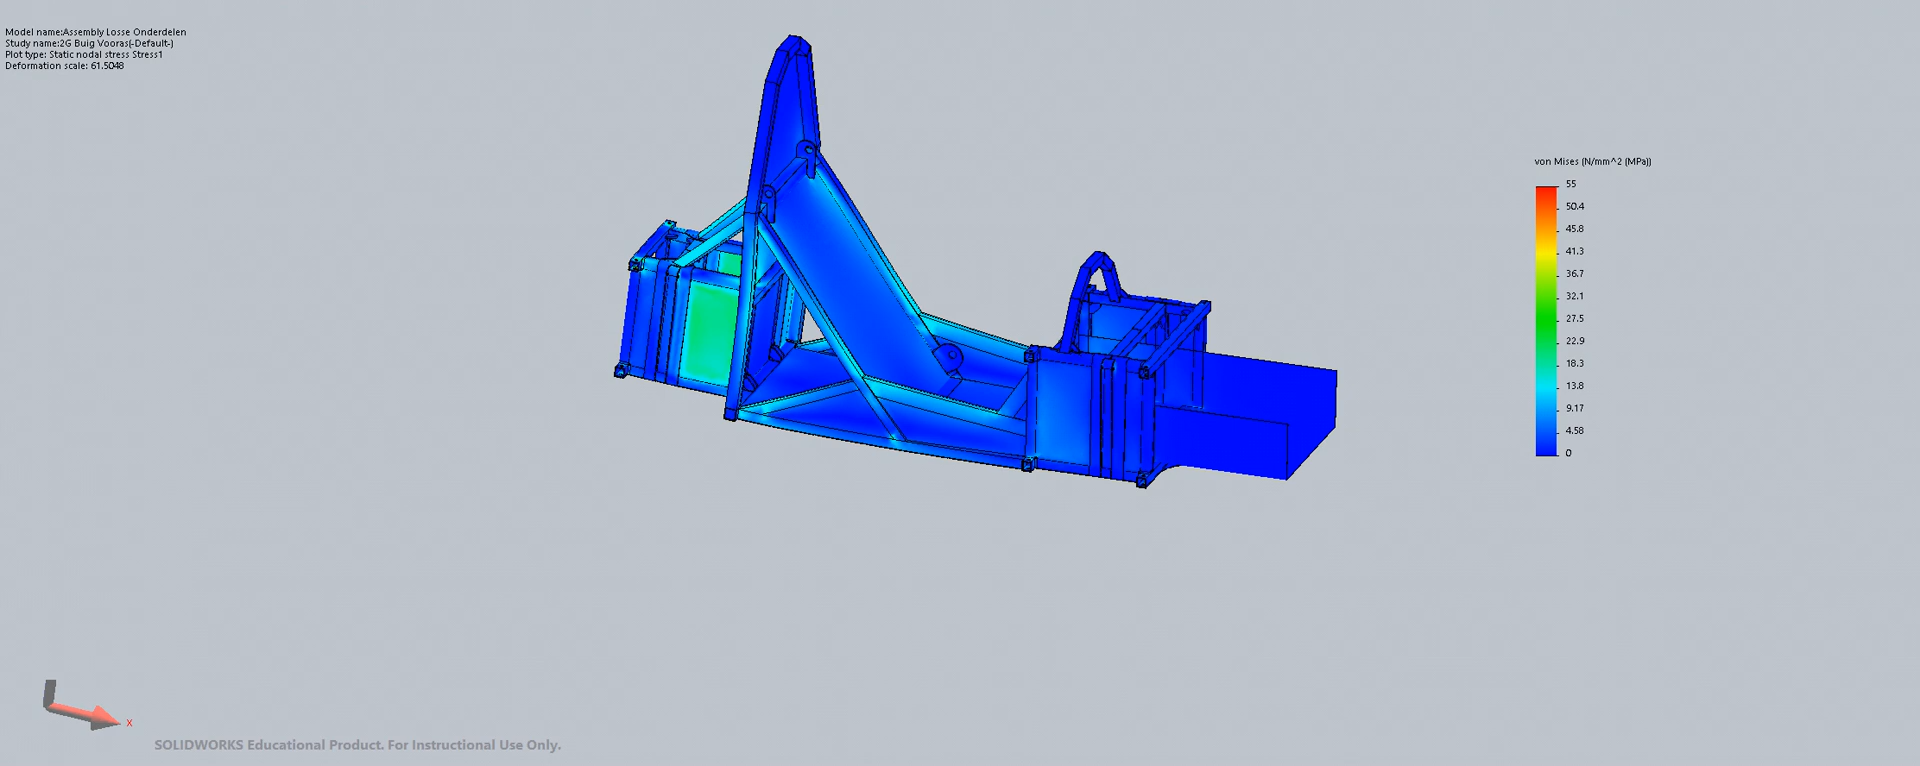 Model name:Assembly Losse Onderdelen
Study name:2G Buig Vooras(-Default-)
Plot type: Static nodal stress Stress1
Deformation scale: 61.5048
von Mises (N/mm^2 (MPa))
55
50.4
45.8
41.3
36.7
32.1
27.5
22.9
18.3
13.8
9.17
4.58
0
X
SOLIDWORKS Educational Product. For Instructional Use Only.